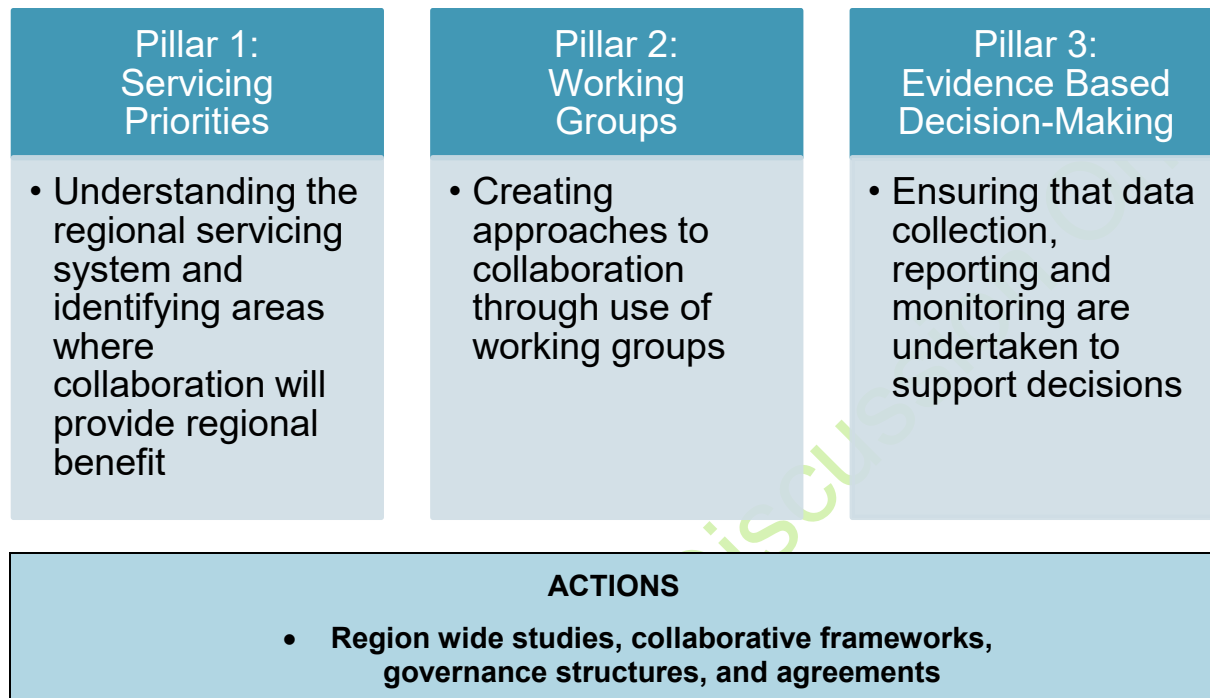 Pillar 1:
Servicing
Priorities
• Understanding the
regional servicing
system and
identifying areas
where
collaboration will
provide regional
benefit
Pillar 2:
Working
Groups
• Creating
approaches to
collaboration
through use of
working groups
Pillar 3:
Evidence Based
Decision-Making
• Ensuring that data
collection,
reporting and
monitoring are
undertaken to
support decisions
ACTIONS
• Region wide studies, collaborative frameworks,
governance structures, and agreements